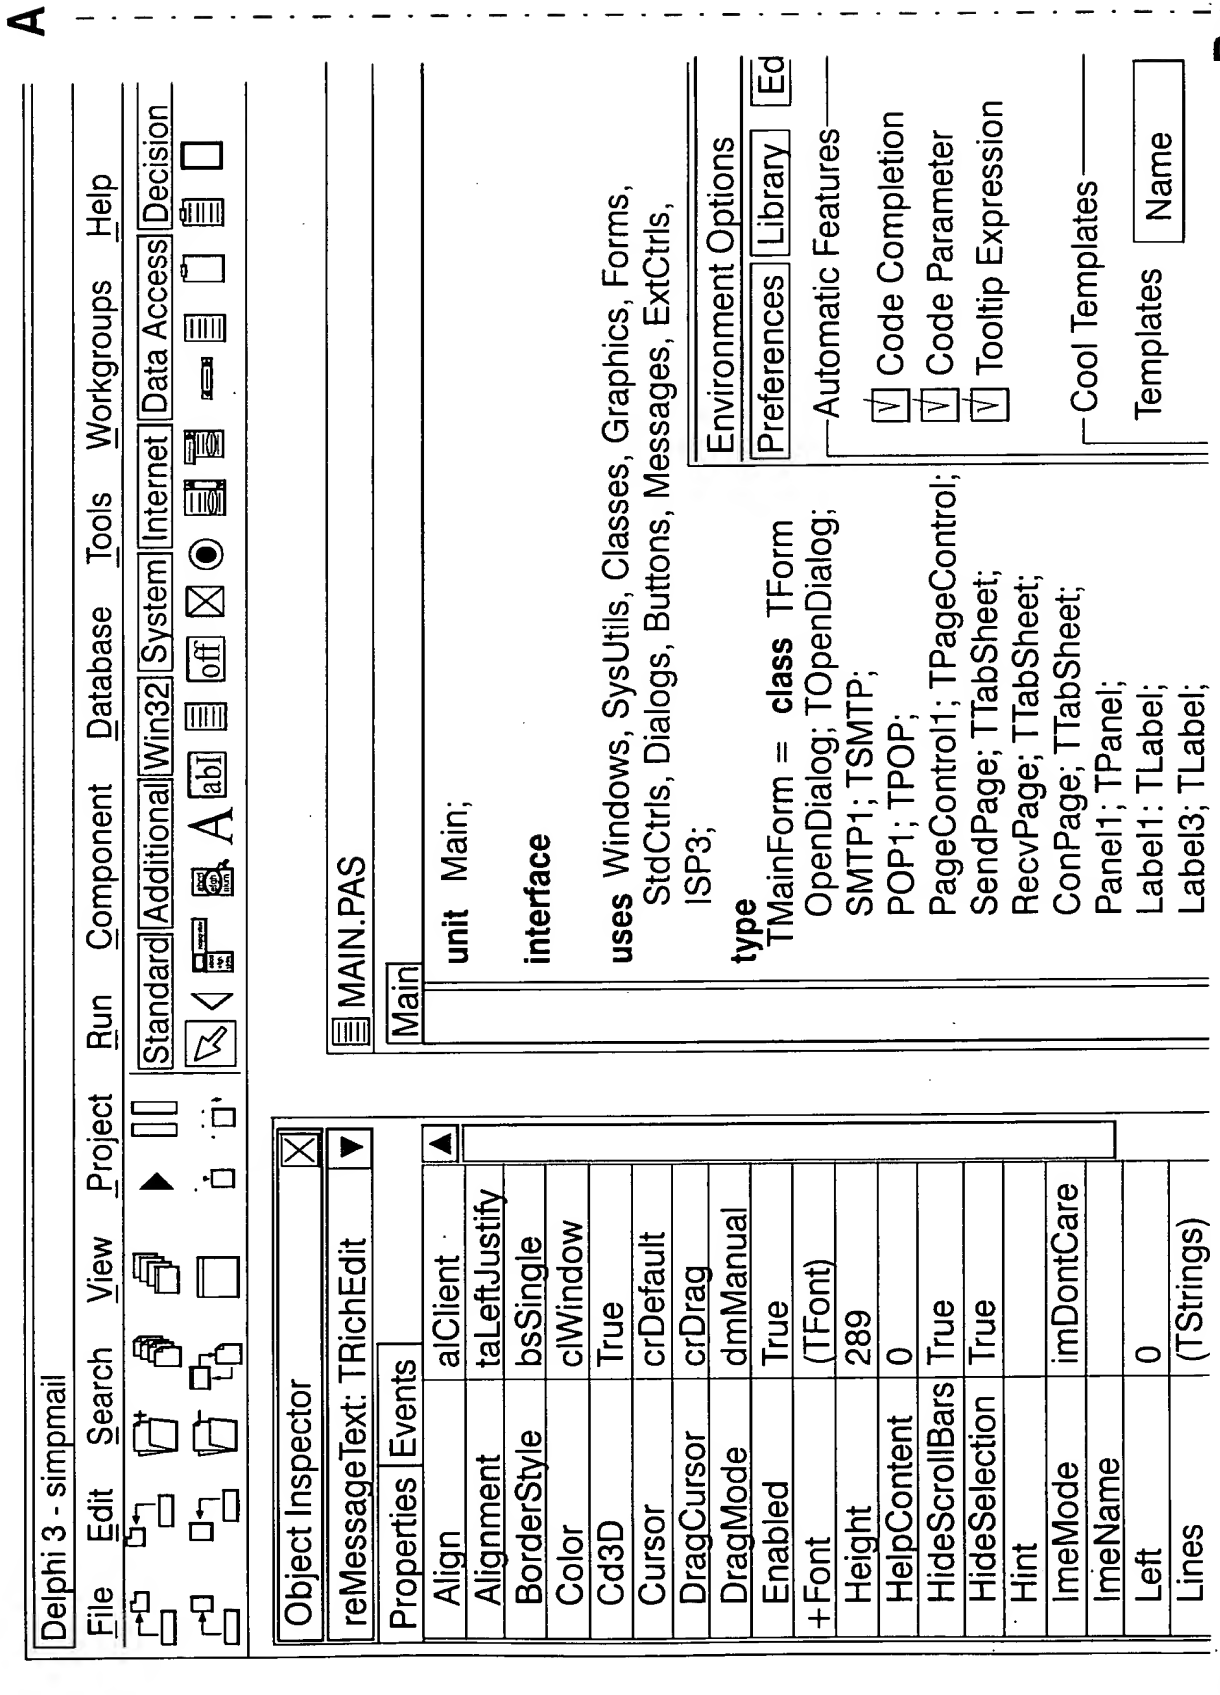 A
Delphi 3 - simpmail
File Edit Search View Project Run Component Database Tools Workgroups Help
Standard Additional Win32 System Internet Data Access Decision
A abI off
Object Inspector
reMessageText: TRichEdit
Properties Events
Align alClient
Alignment taLeftJustify
BorderStyle bsSingle
Color clWindow
Cd3D True
Cursor crDefault
DragCursor crDrag
DragMode dmManual
Enabled True
+Font (TFont)
Height 289
HelpContent 0
HideScrollBars True
HideSelection True
Hint
ImeMode imDontCare
ImeName
Left 0
Lines (TStrings)
MAIN.PAS
Main
unit Main;
interface
uses Windows, SysUtils, Classes, Graphics, Forms,
StdCtrls, Dialogs, Buttons, Messages, ExtCtrls,
ISP3;
type
TMainForm = class TForm
OpenDialog; TOpenDialog;
SMTP1; TSMTP;
POP1; TPOP;
PageControl1; TPageControl;
SendPage; TTabSheet;
RecvPage; TTabSheet;
ConPage; TTabSheet;
Panel1; TPanel;
Label1: TLabel;
Label3; TLabel;
Environment Options
Preferences Library Ed
Automatic Features
Code Completion
Code Parameter
Tooltip Expression
Cool Templates
Templates Name